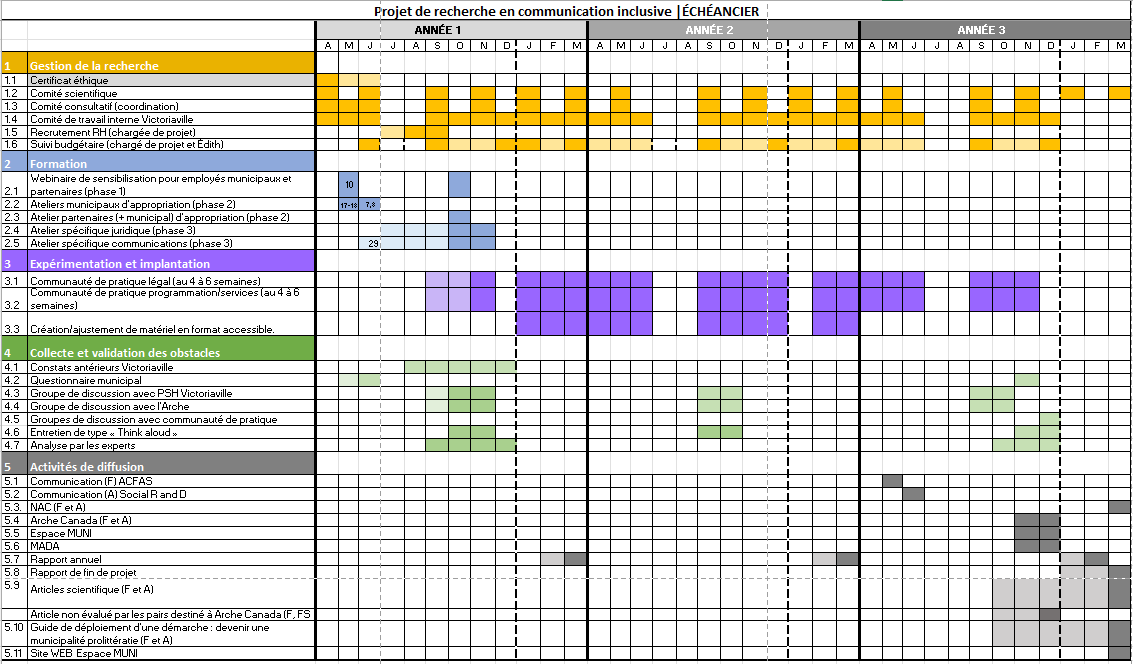 Projet de recherche en communication inclusive | ÉCHÉANCIER
ANNÉE 1 ANNÉE 2 ANNÉE 3
A M J J A S O N D J F M A M J J A S O N D J F M A M J J A S O N D J F M
1 Gestion de la recherche
1.1 Certificat éthique
1.2 Comité scientifique
1.3 Comité consultatif (coordination)
1.4 Comité de travail interne Victoriaville
1.5 Recrutement RH (chargée de projet)
1.6 Suivi budgétaire (chargé de projet et Édith)
2 Formation
2.1 Webinaire de sensibilisation pour employés municipaux et
partenaires (phase 1) 10
2.2 Ateliers municipaux d'appropriation (phase 2) 17-18 7,8
2.3 Atelier partenaires (+ municipal) d'appropriation (phase 2)
2.4 Atelier spécifique juridique (phase 3)
2.5 Atelier spécifique communications (phase 3) 29
3 Expérimentation et implantation
3.1 Communauté de pratique légal (au 4 à 6 semaines)
3.2 Communauté de pratique programmation/services (au 4 à 6
semaines)
3.3 Création/ajustement de matériel en format accessible.
4 Collecte et validation des obstacles
4.1 Constats antérieurs Victoriaville
4.2 Questionnaire municipal
4.3 Groupe de discussion avec PSH Victoriaville
4.4 Groupe de discussion avec l'Arche
4.5 Groupes de discussion avec communauté de pratique
4.6 Entretien de type « Think aloud »
4.7 Analyse par les experts
5 Activités de diffusion
5.1 Communication (F) ACFAS
5.2 Communication (A) Social R and D
5.3. NAC (F et A)
5.4 Arche Canada (F et A)
5.5 Espace MUNI
5.6 MADA
5.7 Rapport annuel
5.8 Rapport de fin de projet
5.9 Articles scientifique (F et A)
Article non évalué par les pairs destiné à Arche Canada (F, FS
5.10 Guide de déploiement d'une démarche : devenir une
municipalité prolittératie (F et A)
5.11 Site WEB Espace MUNI